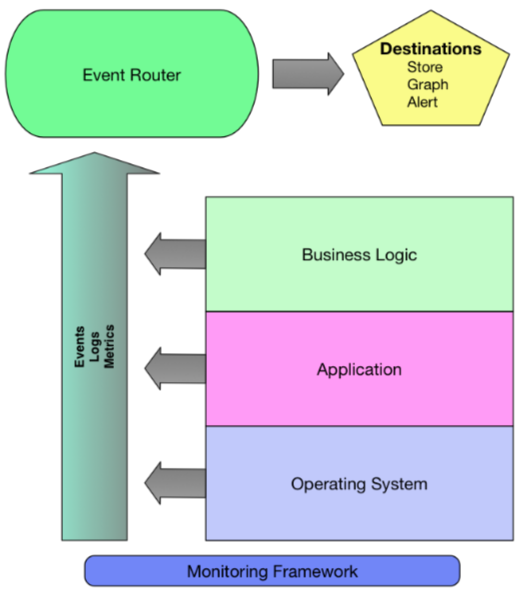 Event Router
Destinations
Store
Graph
Alert
Business Logic
Events
Logs
Metrics
Application
Operating System
Monitoring Framework